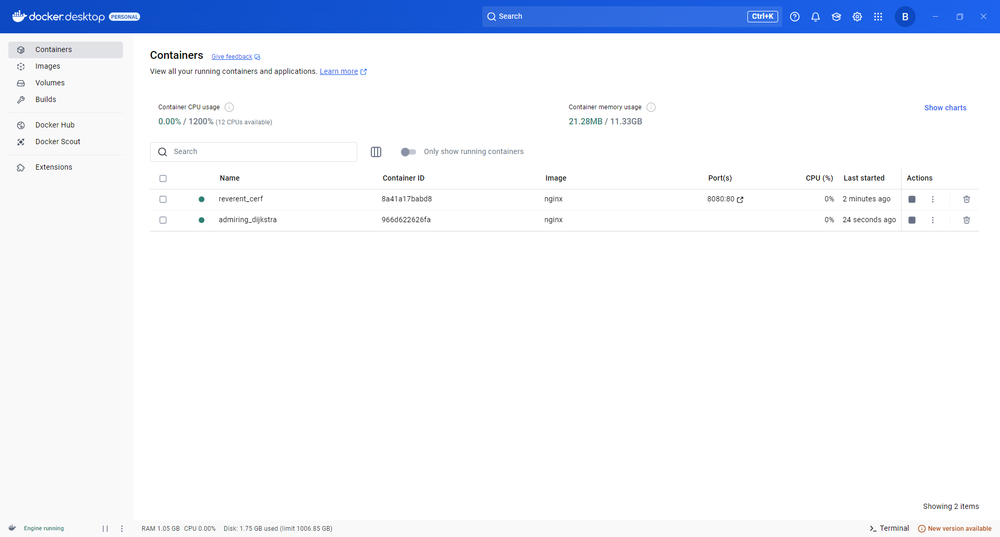 docker.desktop PERSONAL
Search Ctrl+K
B
Containers
Images
Volumes
Builds
Docker Hub
Docker Scout
Extensions
Containers Give feedback
View all your running containers and applications. Learn more
Container CPU usage
0.00% / 1200% (12 CPUs available)
Container memory usage
21.28MB / 11.33GB
Show charts
Search
Only show running containers
Name Container ID Image Port(s) CPU (%) Last started Actions
reverent_cerf 8a41a17babd8 nginx 8080:80 0% 2 minutes ago
admiring_dijkstra 966d622626fa nginx 0% 24 seconds ago
Showing 2 items
Engine running
RAM 1.05 GB CPU 0.00% Disk: 1.75 GB used (limit 1006.85 GB)
Terminal
New version available